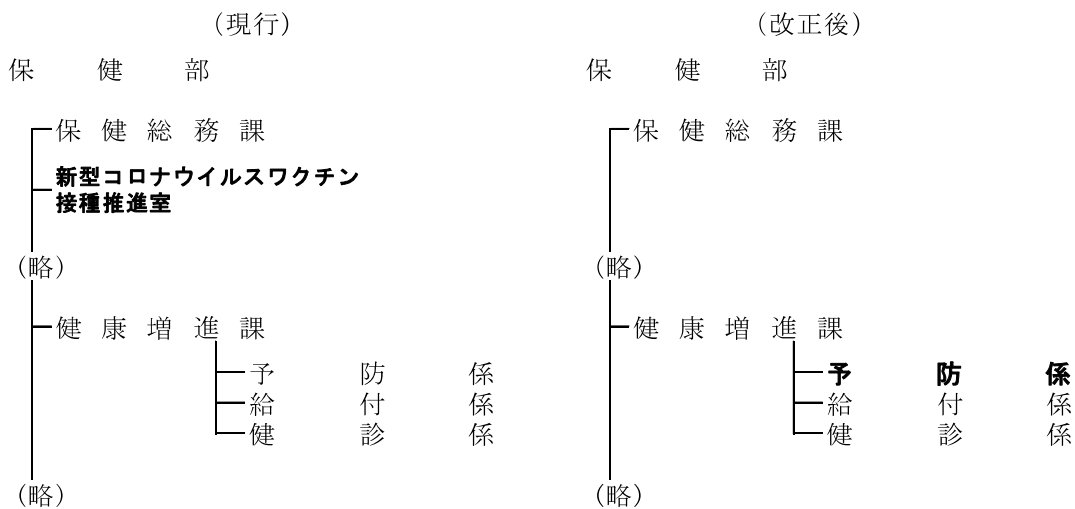 （現行）
保健部
保健総務課
新型コロナウイルスワクチン
接種推進室
（略）
健康増進課
予防係
給付係
健診係
（略）
（改正後）
保健部
保健総務課
（略）
健康増進課
予防係
給付係
健診係
（略）